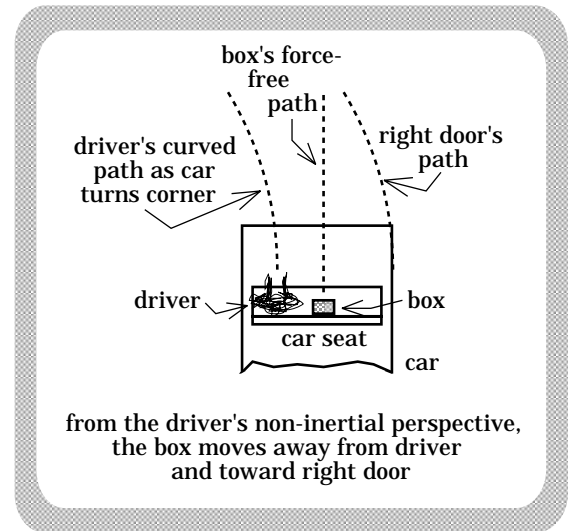 box's force-
free
path
driver's curved
path as car
turns corner
right door's
path
driver
box
car seat
car
from the driver's non-inertial perspective,
the box moves away from driver
and toward right door